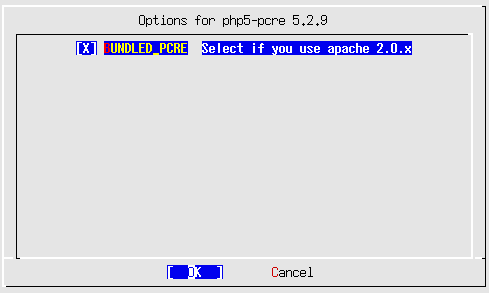 Options for php5-pcre 5.2.9
[X] BUNDLED_PCRE Select if you use apache 2.0.x
[ OK ] Cancel